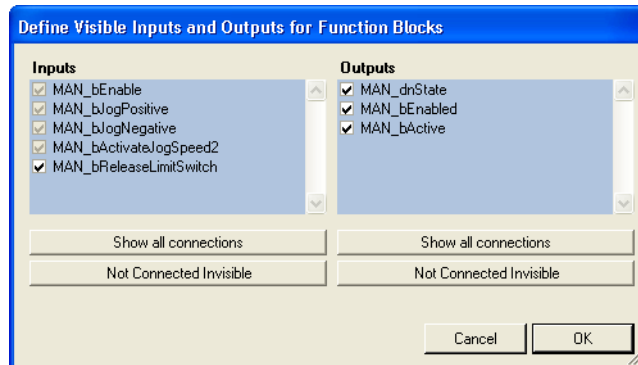 Define Visible Inputs and Outputs for Function Blocks
Inputs
MAN_bEnable
MAN_bJogPositive
MAN_bJogNegative
MAN_bActivateJogSpeed2
MAN_bReleaseLimitSwitch
Show all connections
Not Connected Invisible
Outputs
MAN_dnState
MAN_bEnabled
MAN_bActive
Show all connections
Not Connected Invisible
Cancel
OK